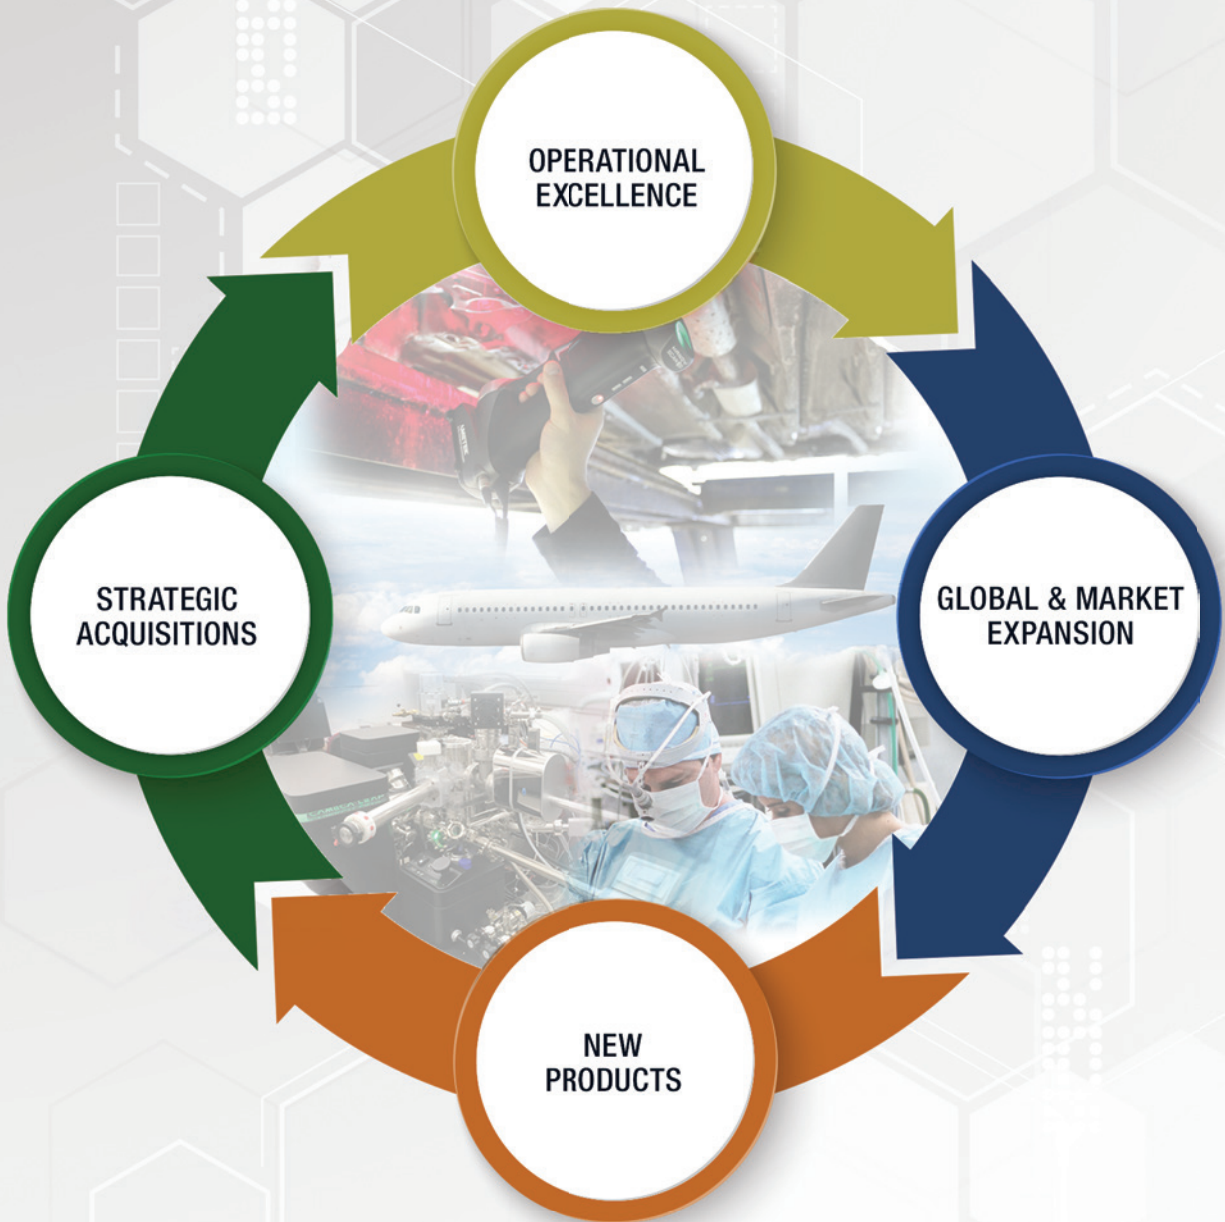 OPERATIONAL
EXCELLENCE
GLOBAL & MARKET
EXPANSION
STRATEGIC
ACQUISITIONS
NEW
PRODUCTS